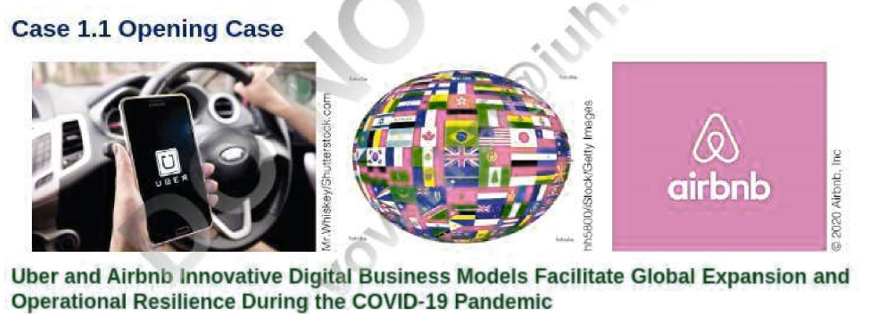 Case 1.1 Opening Case
UBER
Mr.Whiskey/Shutterstock.com
hh5800/iStock/Getty Images
airbnb
© 2020 Airbnb, Inc
Uber and Airbnb Innovative Digital Business Models Facilitate Global Expansion and
Operational Resilience During the COVID-19 Pandemic